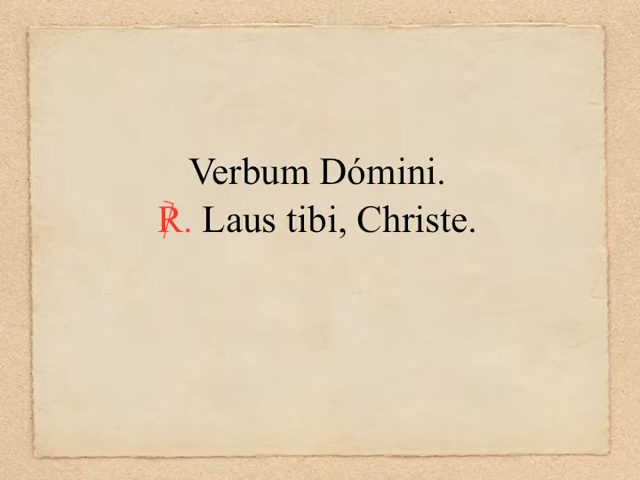 Verbum Dómini.
℟. Laus tibi, Christe.